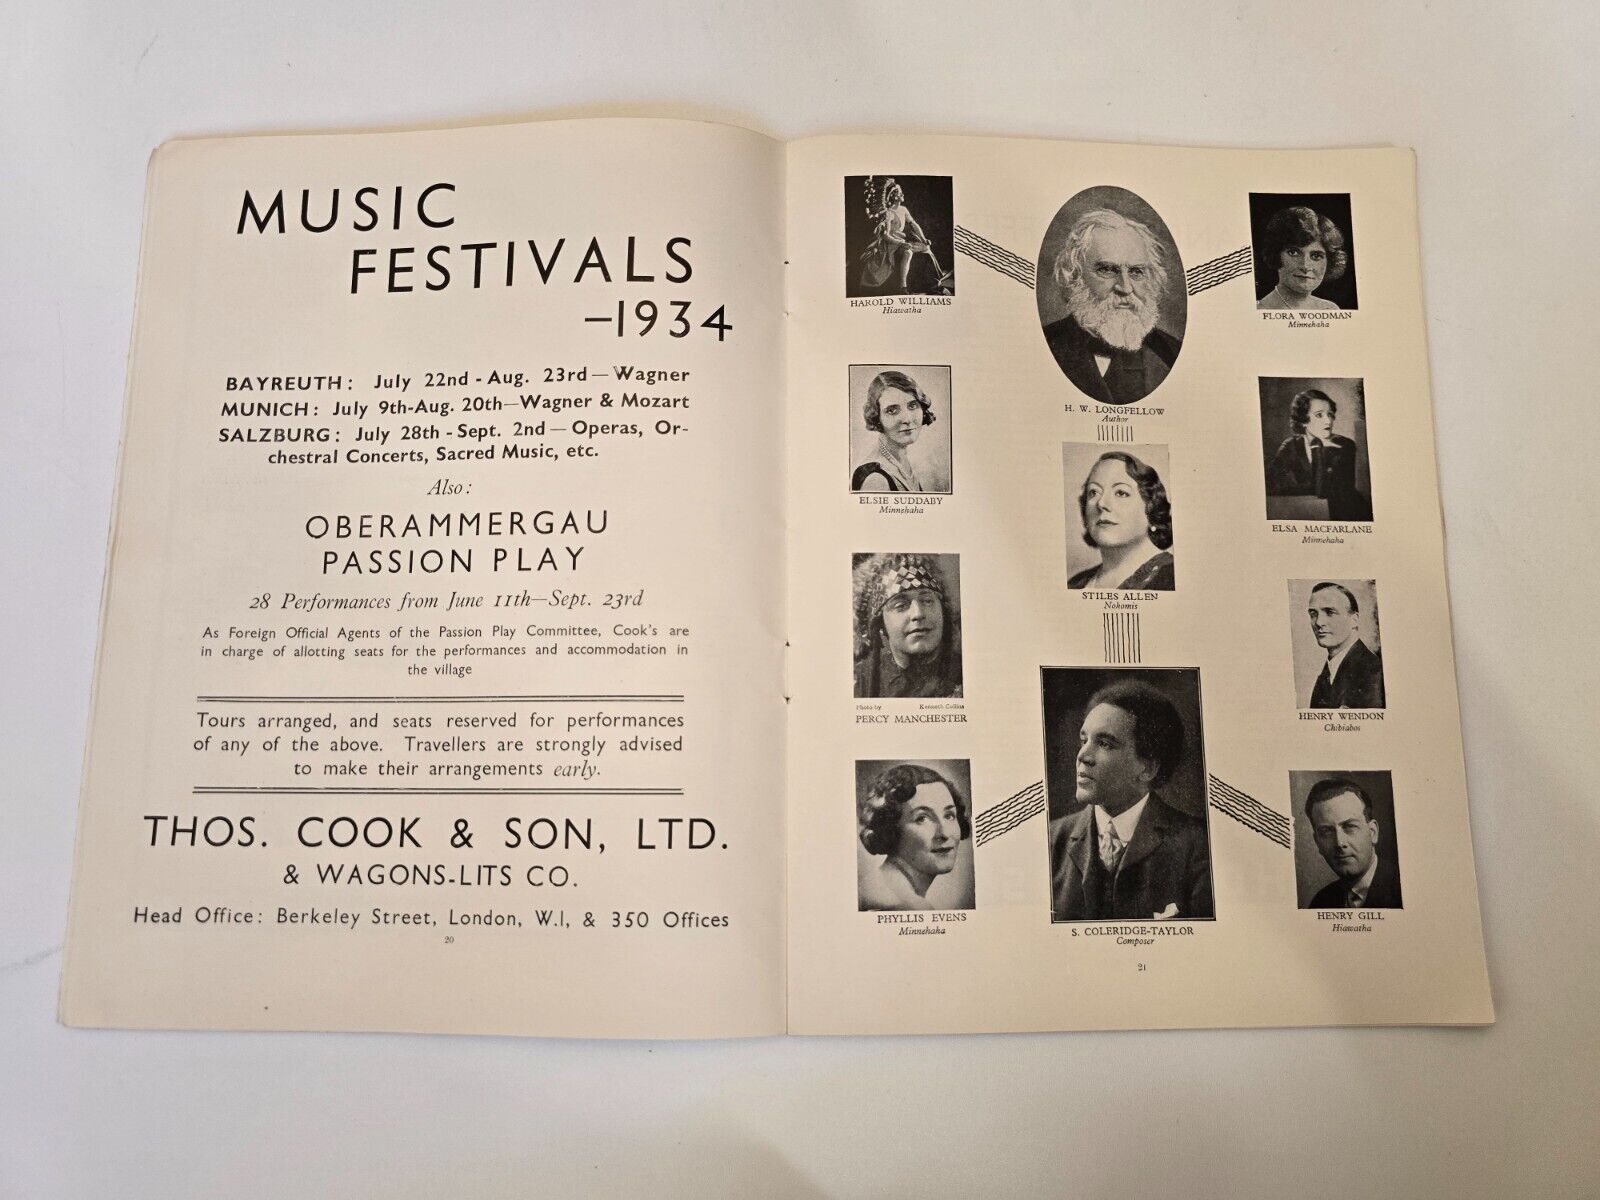 MUSIC
FESTIVALS
—1934
BAYREUTH: July 22nd - Aug. 23rd — Wagner
MUNICH: July 9th-Aug. 20th—Wagner & Mozart
SALZBURG: July 28th - Sept. 2nd — Operas, Or-
chestral Concerts, Sacred Music, etc.
Also:
OBERAMMERGAU
PASSION PLAY
28 Performances from June 11th—Sept. 23rd
As Foreign Official Agents of the Passion Play Committee, Cook's are
in charge of allotting seats for the performances and accommodation in
the village
Tours arranged, and seats reserved for performances
of any of the above. Travellers are strongly advised
to make their arrangements early.
THOS. COOK & SON, LTD.
& WAGONS-LITS CO.
Head Office: Berkeley Street, London, W.1, & 350 Offices
20
HAROLD WILLIAMS
Hiawatha
H. W. LONGFELLOW
Author
FLORA WOODMAN
Minnehaha
ELSIE SUDDABY
Minnehaha
STILES ALLEN
Nokomis
ELSA MACFARLANE
Minnehaha
Photo by Kenneth Collins
PERCY MANCHESTER
HENRY WENDON
Chibiabos
PHYLLIS EVENS
Minnehaha
S. COLERIDGE-TAYLOR
Composer
HENRY GILL
Hiawatha
21